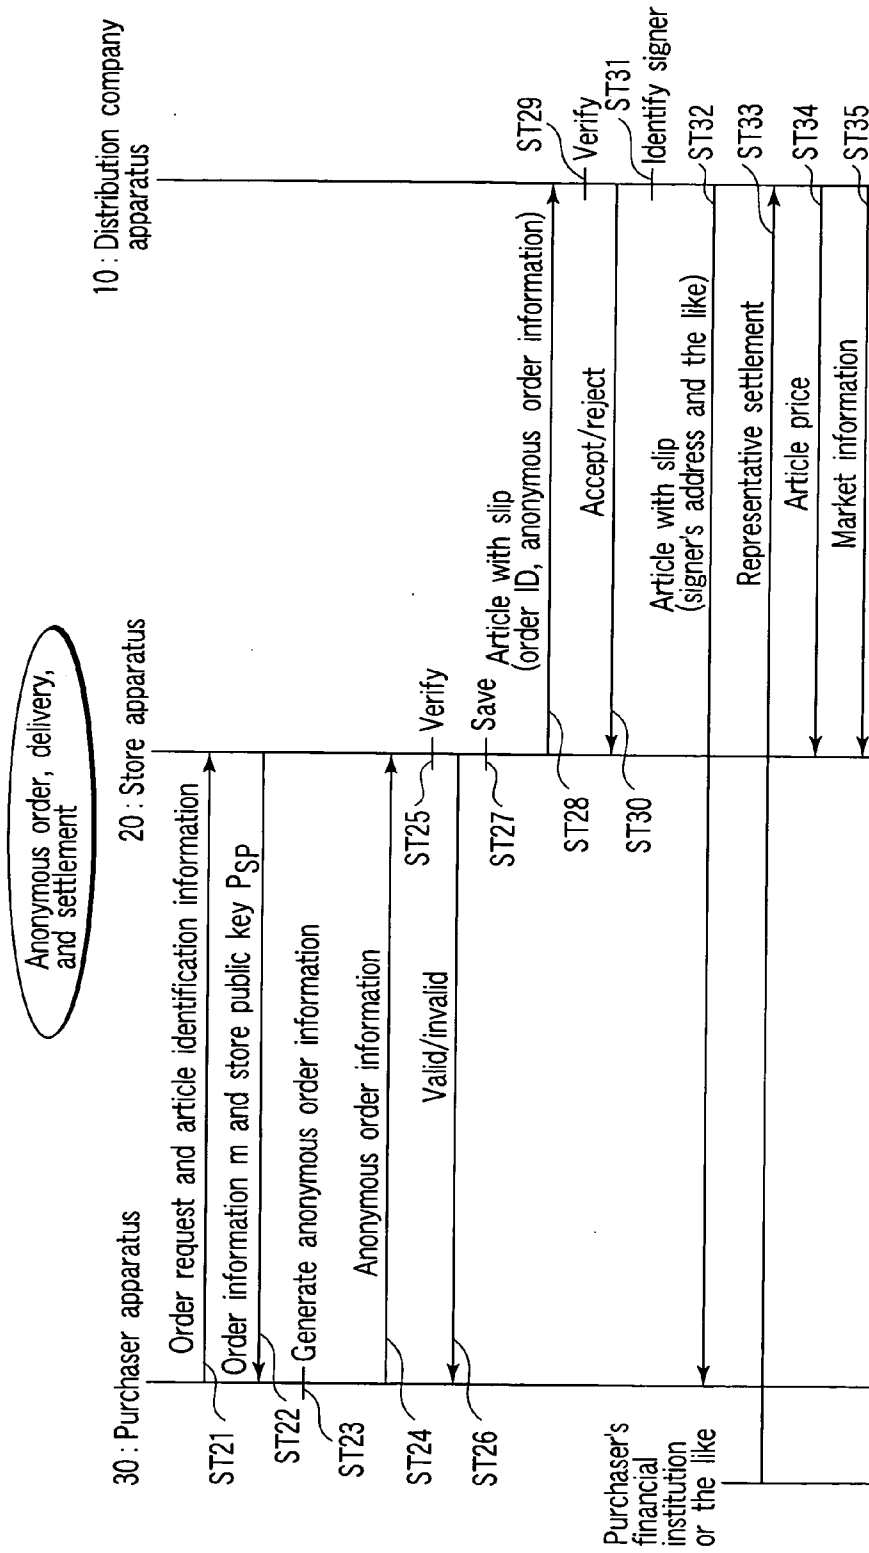 Anonymous order, delivery,
and settlement
30 : Purchaser apparatus
20 : Store apparatus
10 : Distribution company
apparatus
ST21
Order request and article identification information
ST22
Order information m and store public key PSP
ST23
Generate anonymous order information
ST24
Anonymous order information
ST25
Verify
ST26
Valid/invalid
ST27
Save
ST28
Article with slip
(order ID, anonymous order information)
ST29
Verify
ST30
Accept/reject
ST31
Identify signer
ST32
Article with slip
(signer's address and the like)
Purchaser's
financial
institution
or the like
ST33
Representative settlement
ST34
Article price
ST35
Market information